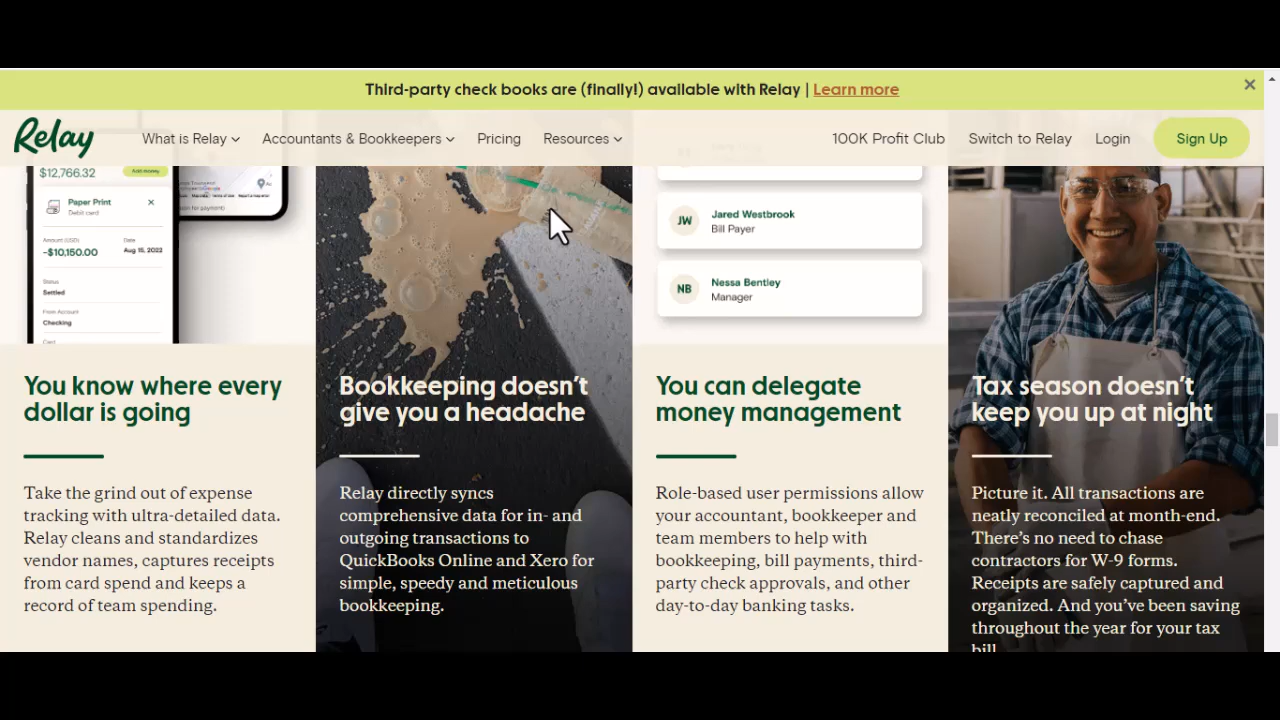 Third-party check books are (finally!) available with Relay | Learn more
Relay
What is Relay
Accountants & Bookkeepers
Pricing
Resources
100K Profit Club
Switch to Relay
Login
Sign Up
$12,766.32
Add money
Paper Print
Debit card
Amount (USD)
Date
-$10,150.00
Aug 15, 2022
Status
Settled
From Account
Checking
Card
JW
Jared Westbrook
Bill Payer
NB
Nessa Bentley
Manager
You know where every
dollar is going
Take the grind out of expense
tracking with ultra-detailed data.
Relay cleans and standardizes
vendor names, captures receipts
from card spend and keeps a
record of team spending.
Bookkeeping doesn't
give you a headache
Relay directly syncs
comprehensive data for in- and
outgoing transactions to
QuickBooks Online and Xero for
simple, speedy and meticulous
bookkeeping.
You can delegate
money management
Role-based user permissions allow
your accountant, bookkeeper and
team members to help with
bookkeeping, bill payments, third-
party check approvals, and other
day-to-day banking tasks.
Tax season doesn't
keep you up at night
Picture it. All transactions are
neatly reconciled at month-end.
There's no need to chase
contractors for W-9 forms.
Receipts are safely captured and
organized. And you've been saving
throughout the year for your tax
bill.